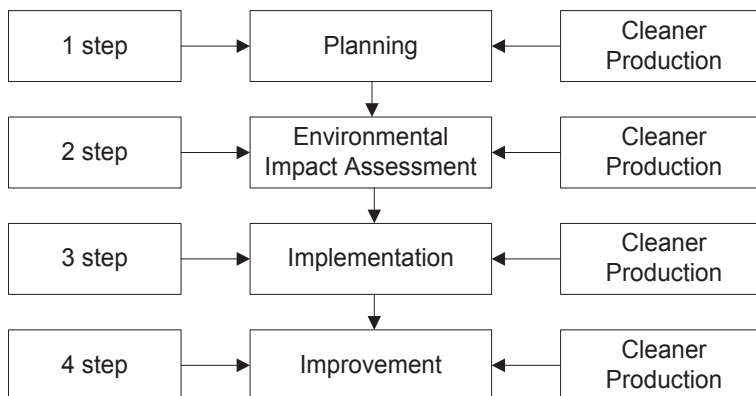 1 step
Planning
Cleaner
Production
2 step
Environmental
Impact Assessment
Cleaner
Production
3 step
Implementation
Cleaner
Production
4 step
Improvement
Cleaner
Production